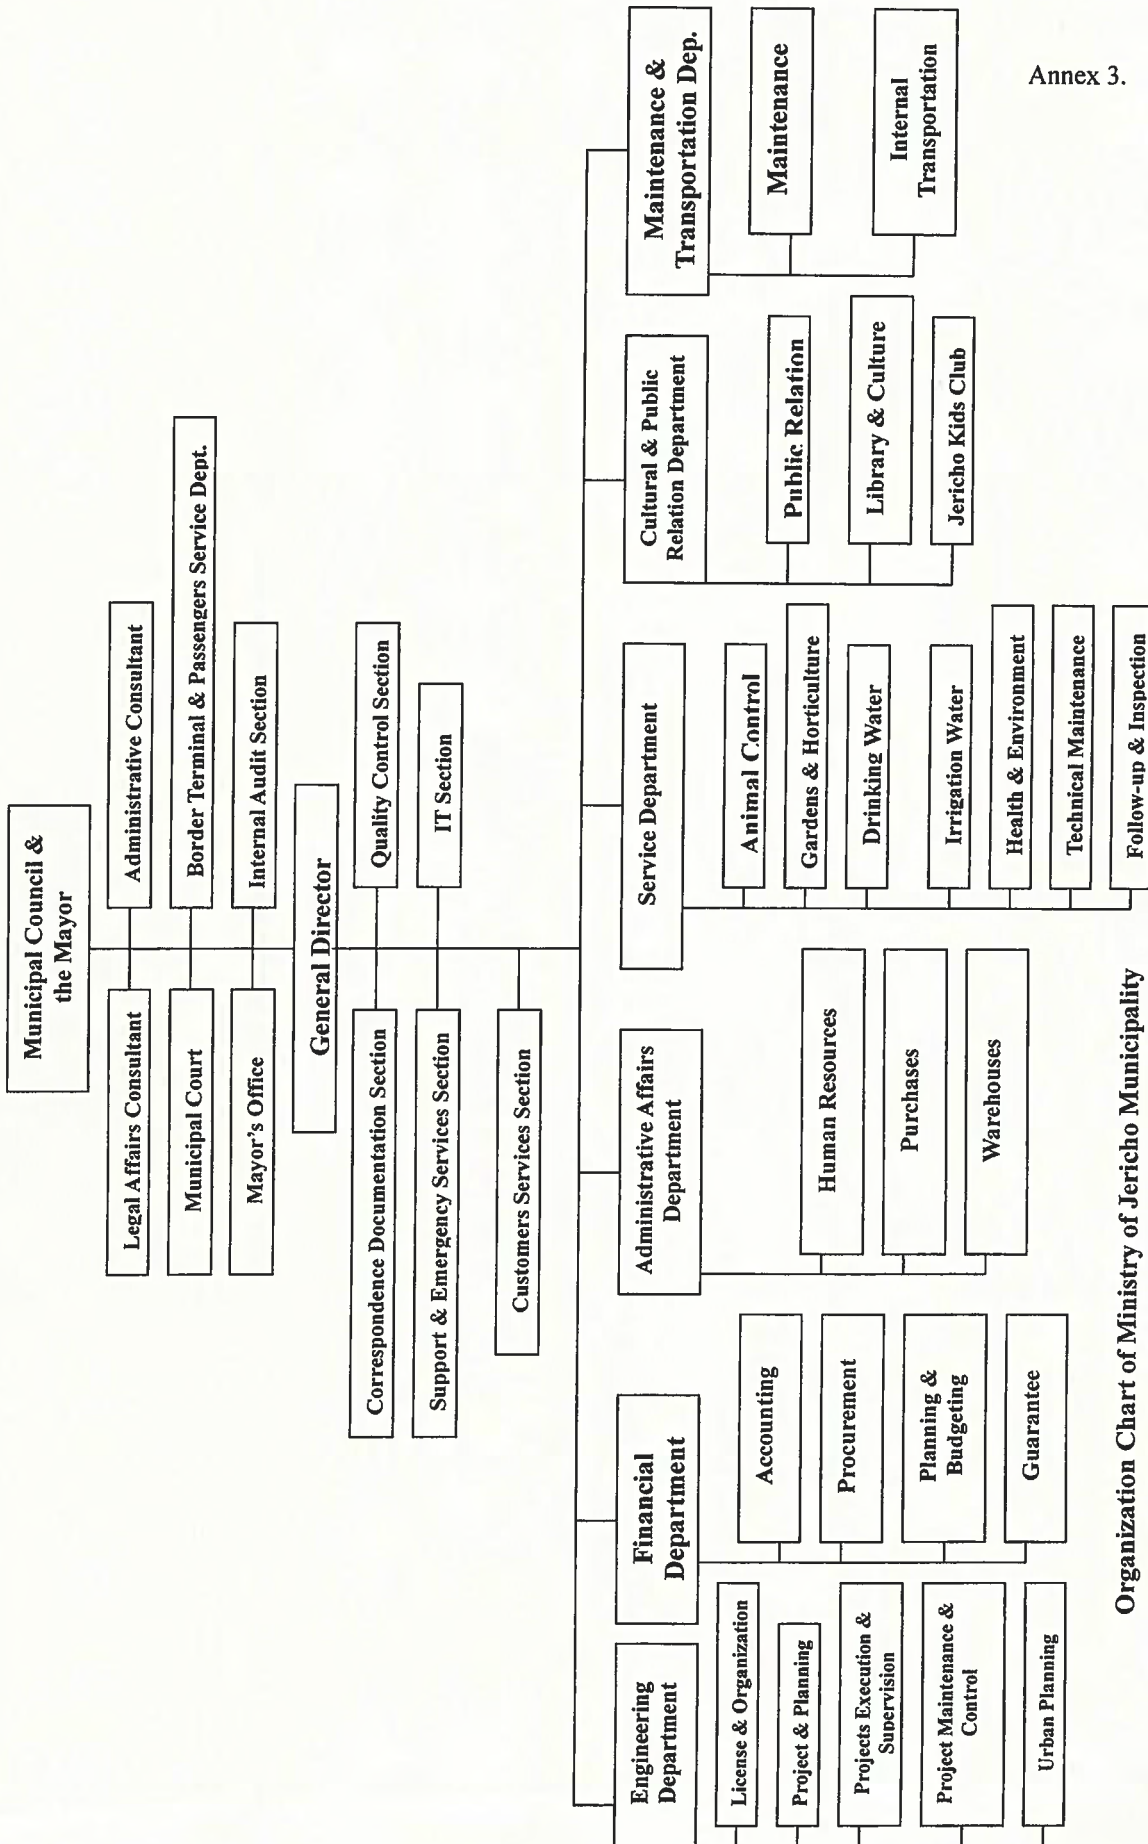 Annex 3.
Municipal Council &
the Mayor
Legal Affairs Consultant
Administrative Consultant
Municipal Court
Border Terminal & Passengers Service Dept.
Mayor's Office
Internal Audit Section
General Director
Correspondence Documentation Section
Quality Control Section
Support & Emergency Services Section
IT Section
Customers Services Section
Engineering
Department
License & Organization
Project & Planning
Projects Execution &
Supervision
Project Maintenance &
Control
Urban Planning
Financial
Department
Accounting
Procurement
Planning &
Budgeting
Guarantee
Administrative Affairs
Department
Human Resources
Purchases
Warehouses
Service Department
Animal Control
Gardens & Horticulture
Drinking Water
Irrigation Water
Health & Environment
Technical Maintenance
Follow-up & Inspection
Cultural & Public
Relation Department
Public Relation
Library & Culture
Jericho Kids Club
Maintenance &
Transportation Dep.
Maintenance
Internal
Transportation
Organization Chart of Ministry of Jericho Municipality